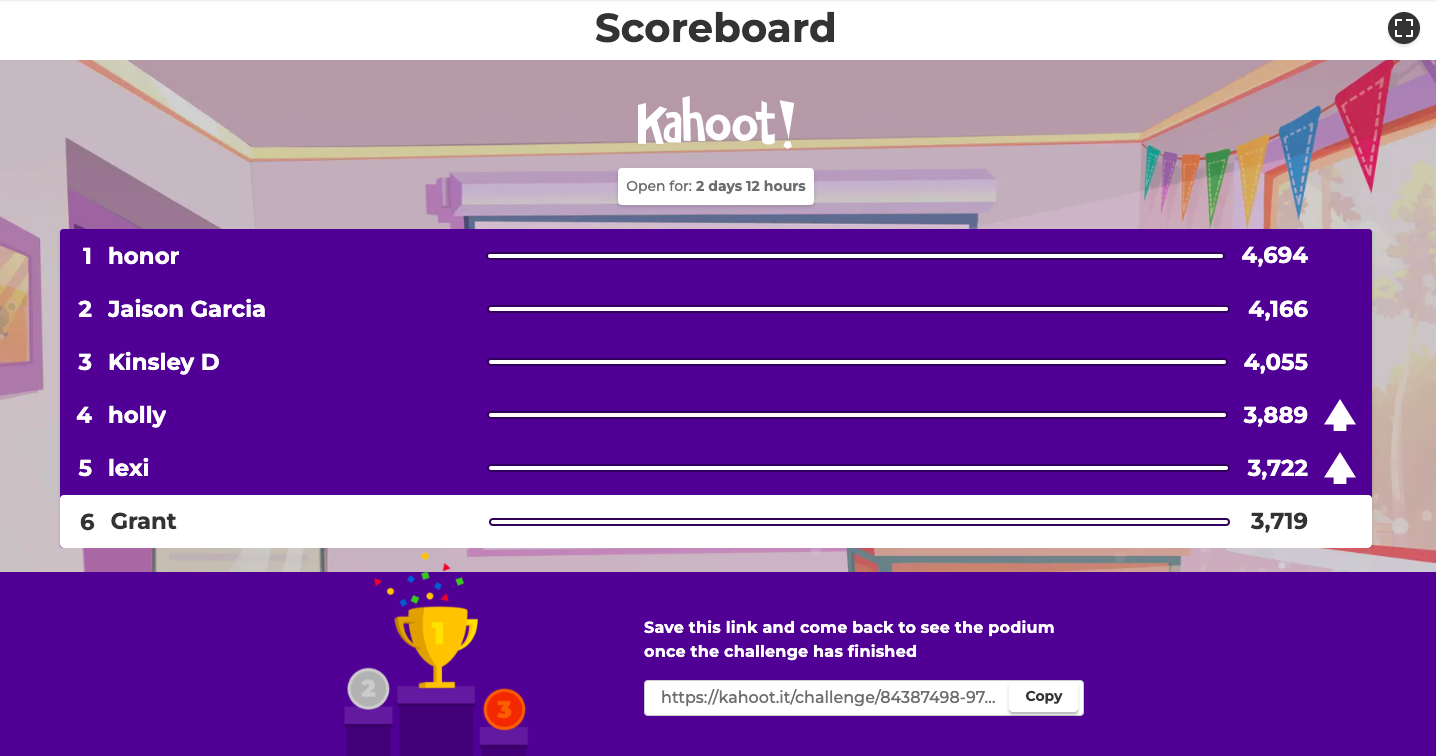 Scoreboard
Kahoot!
Open for: 2 days 12 hours
1 honor 4,694
2 Jaison Garcia 4,166
3 Kinsley D 4,055
4 holly 3,889
5 lexi 3,722
6 Grant 3,719
1
2
3
Save this link and come back to see the podium
once the challenge has finished
https://kahoot.it/challenge/84387498-97... Copy